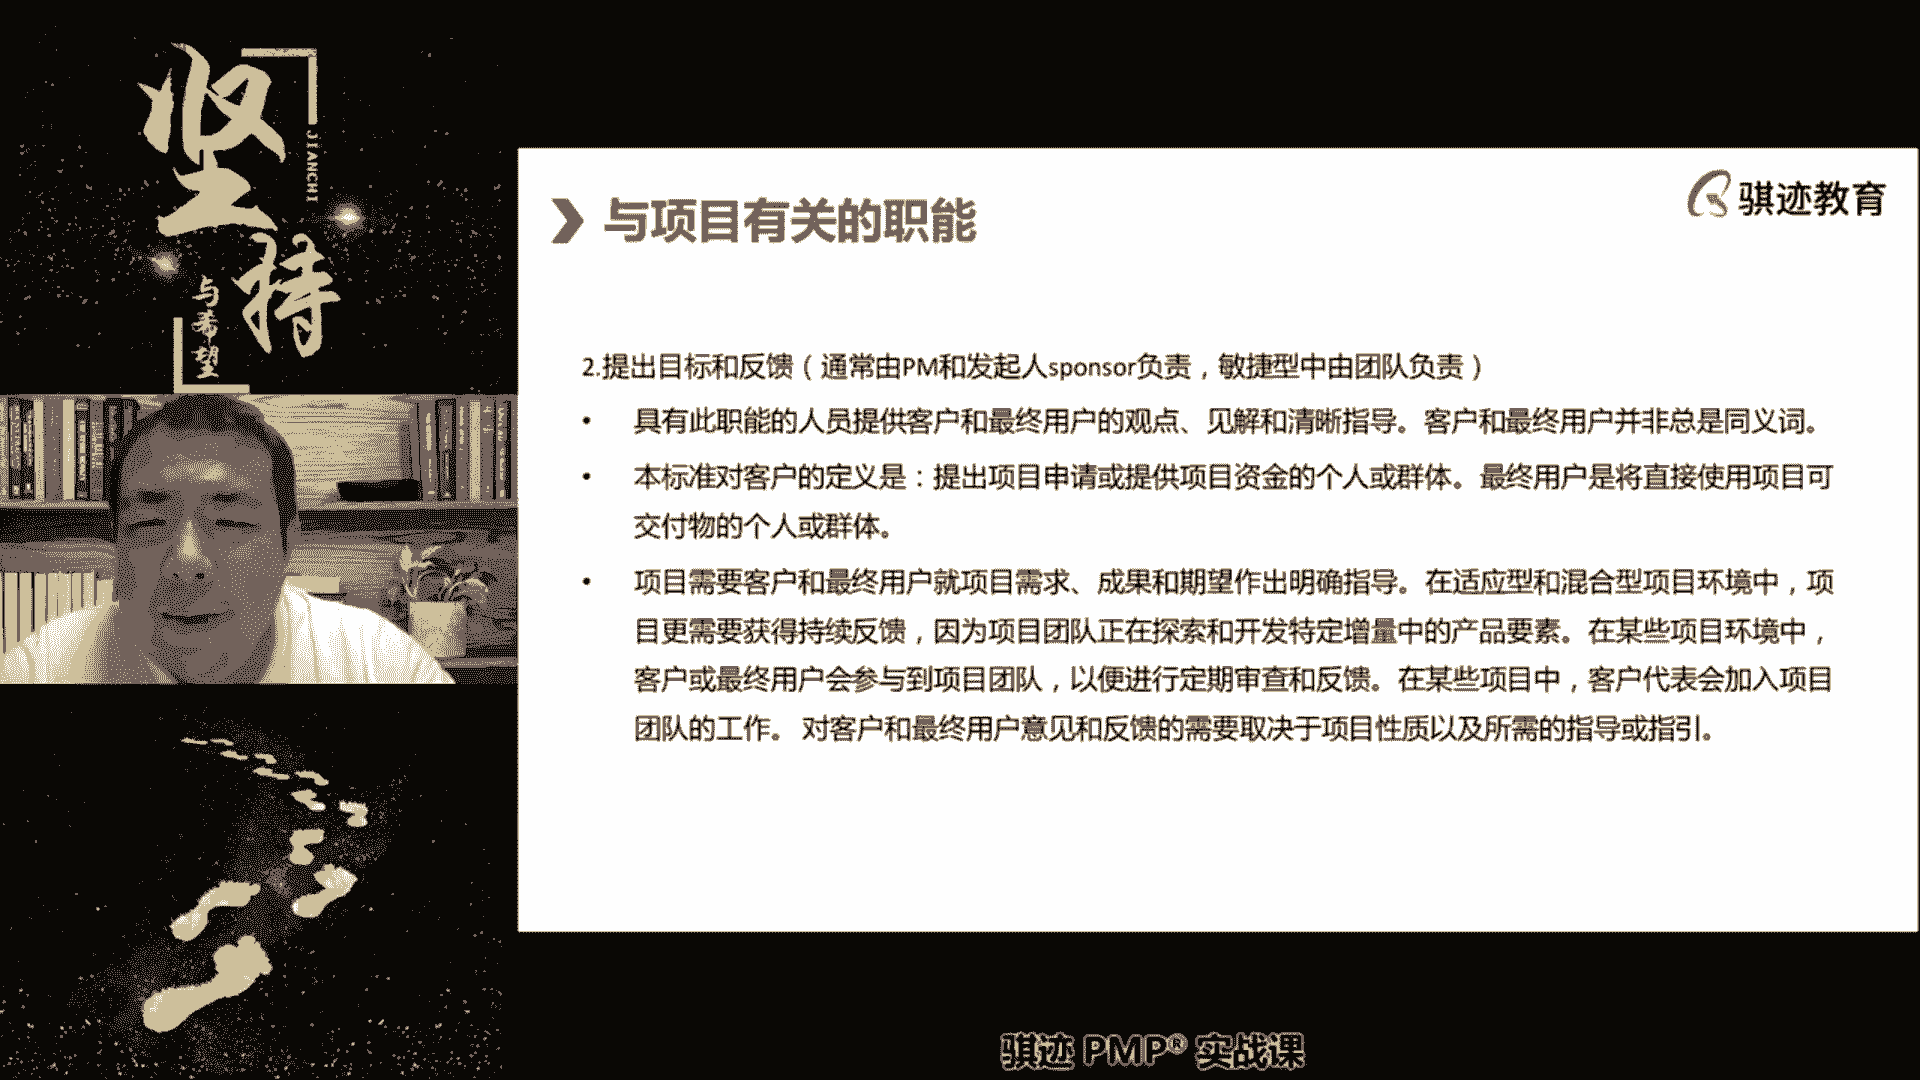 坚持
JIANCHI
与希望
骐迹教育
与项目有关的职能
2.提出目标和反馈（通常由PM和发起人sponsor负责，敏捷型中由团队负责）
• 具有此职能的人员提供客户和最终用户的观点、见解和清晰指导。客户和最终用户并非总是同义词。
• 本标准对客户的定义是：提出项目申请或提供项目资金的个人或群体。最终用户是将直接使用项目可
交付物的个人或群体。
• 项目需要客户和最终用户就项目需求、成果和期望作出明确指导。在适应型和混合型项目环境中，项
目更需要获得持续反馈，因为项目团队正在探索和开发特定增量中的产品要素。在某些项目环境中，
客户或最终用户会参与到项目团队，以便进行定期审查和反馈。在某些项目中，客户代表会加入项目
团队的工作。 对客户和最终用户意见和反馈的需要取决于项目性质以及所需的指导或指引。
骐迹 PMP® 实战课